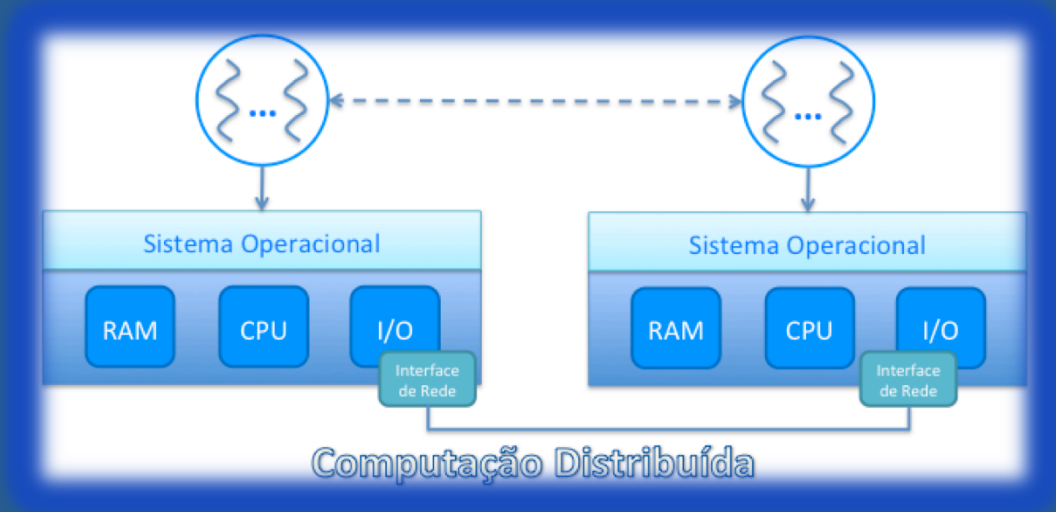 ...
...
Sistema Operacional
Sistema Operacional
RAM
CPU
I/O
RAM
CPU
I/O
Interface
de Rede
Interface
de Rede
Computação Distribuída